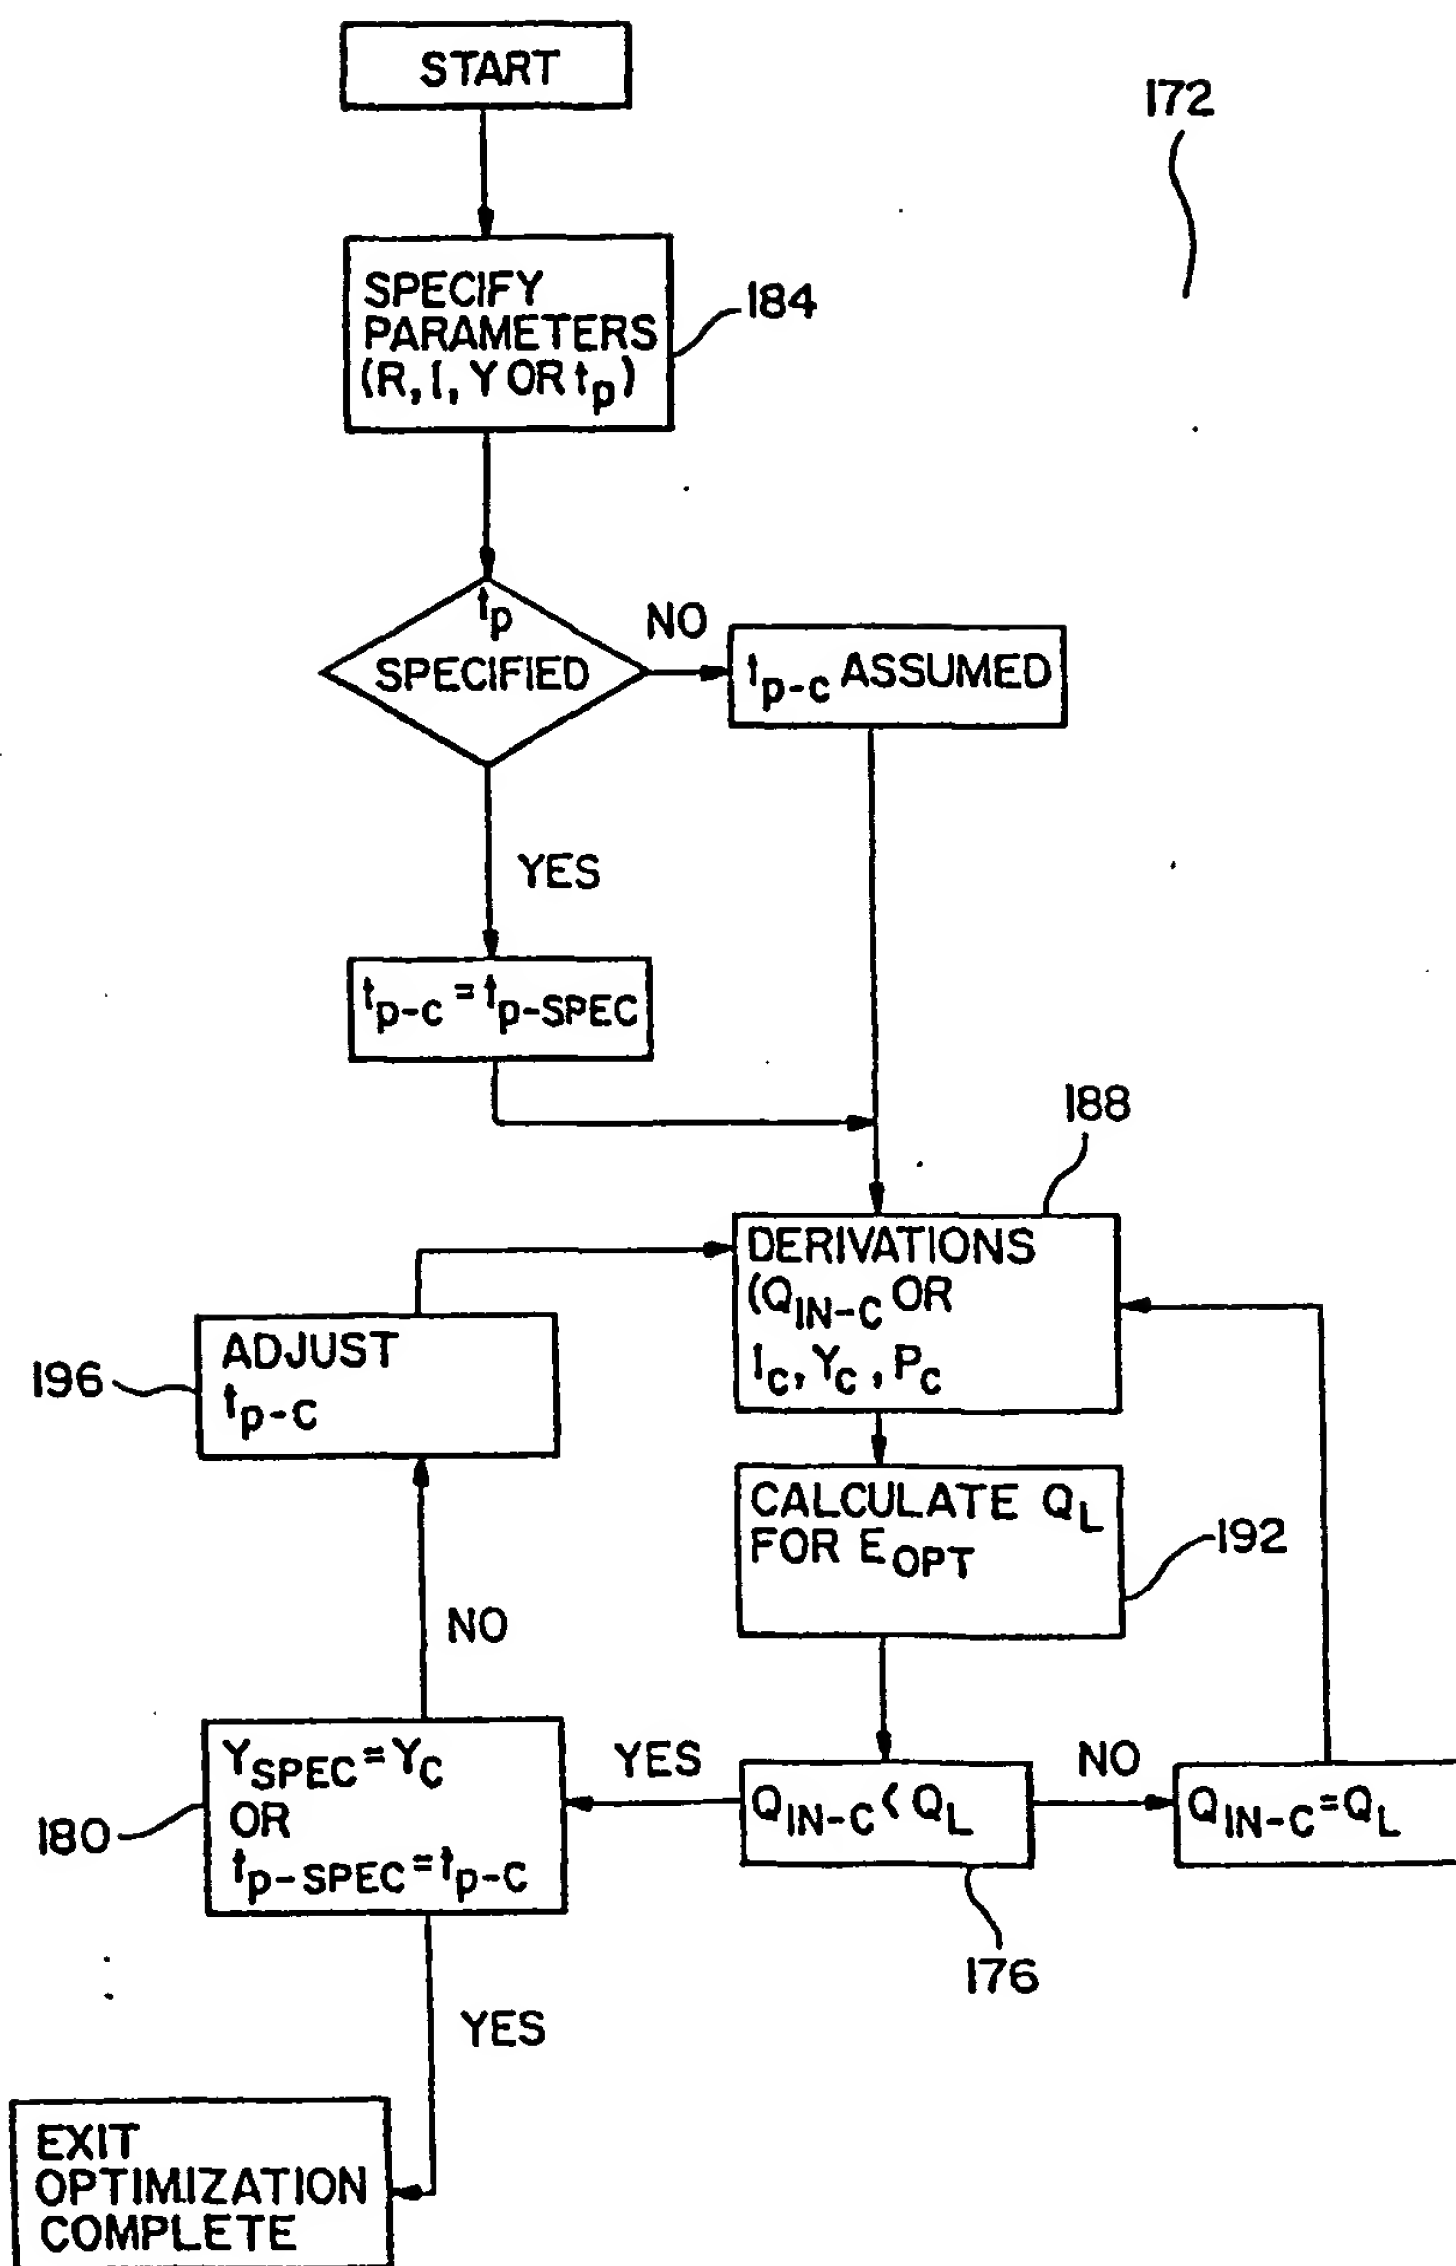 START
172
SPECIFY
PARAMETERS
(R, I, Y OR tp)
184
tp
SPECIFIED
NO
tp-c ASSUMED
YES
tp-c = tp-SPEC
188
DERIVATIONS
(QIN-C OR
IC, YC, PC
ADJUST
tp-C
196
CALCULATE QL
FOR EOPT
192
NO
YSPEC = YC
OR
tp-SPEC = tp-C
180
YES
QIN-C < QL
NO
QIN-C = QL
176
YES
EXIT
OPTIMIZATION
COMPLETE